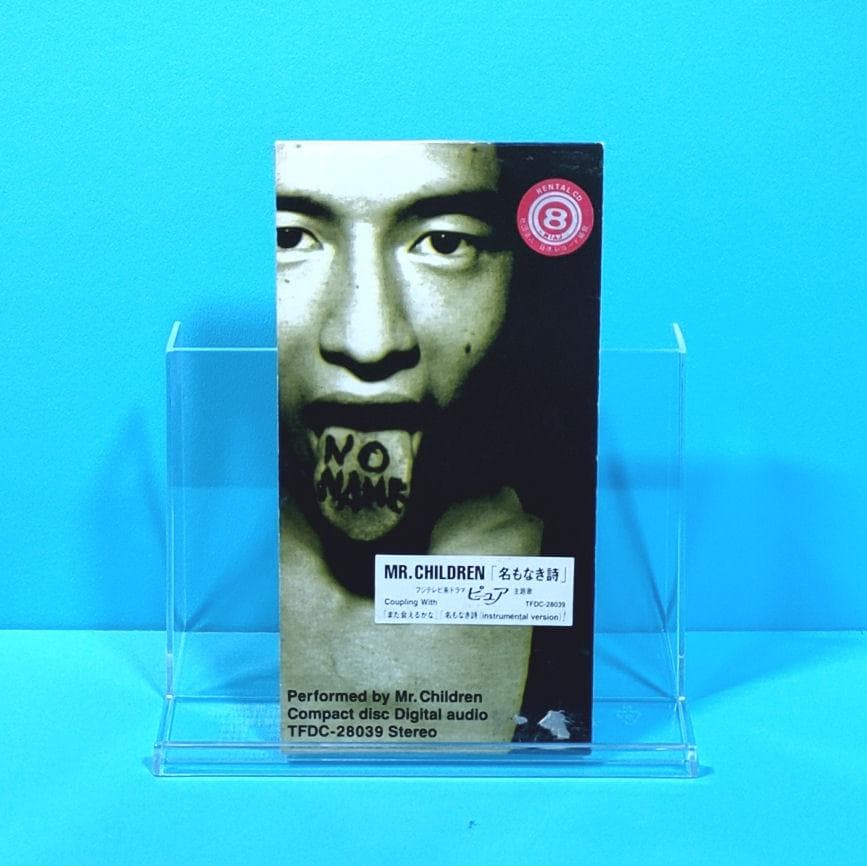 RENTAL CD
8
RIAJ
NO
NAME
MR.CHILDREN「名もなき詩」
フジテレビ系ドラマ ピュア 主題歌
Coupling With TFDC-28039
「また会えるかな」「名もなき詩(instrumental version)」
Performed by Mr.Children
Compact disc Digital audio
TFDC-28039 Stereo